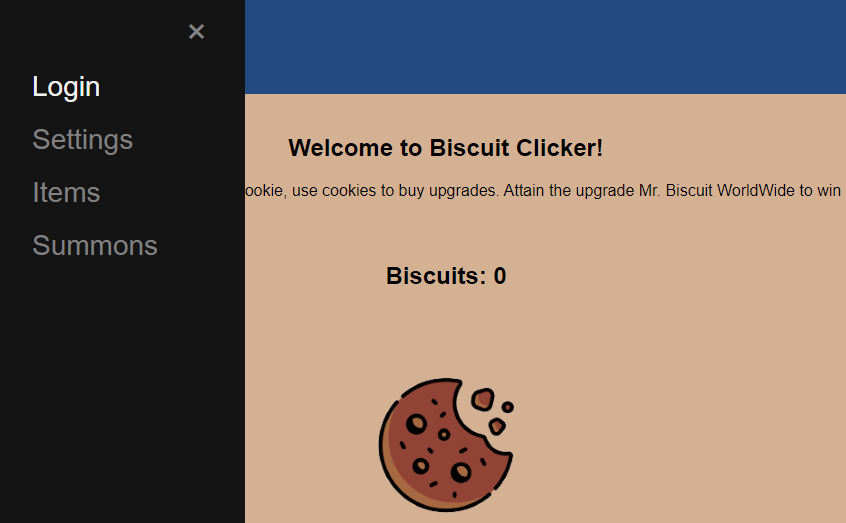 ×
Login
Settings
Items
Summons
Welcome to Biscuit Clicker!
use cookies to buy upgrades. Attain the upgrade Mr. Biscuit WorldWide to win
Biscuits: 0